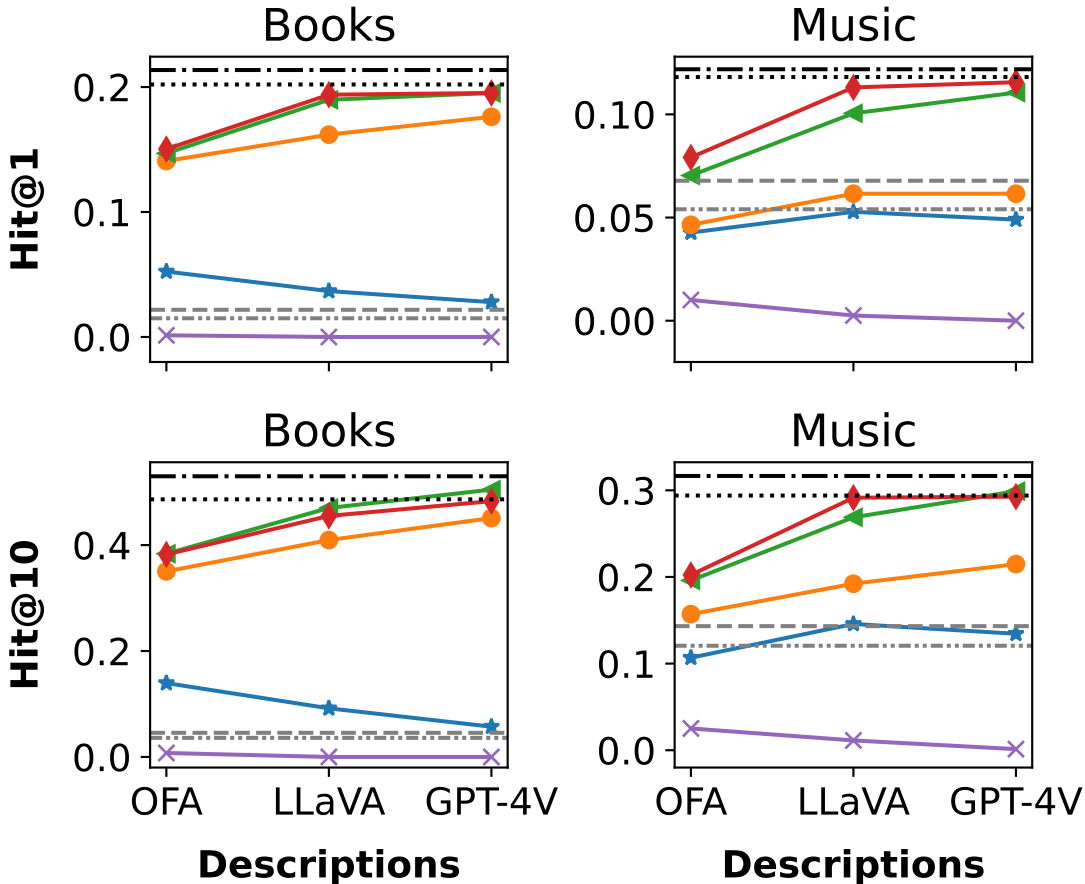 Books
Music
Hit@1
0.2
0.1
0.0
0.10
0.05
0.00
Books
Music
Hit@10
0.4
0.2
0.0
0.3
0.2
0.1
0.0
OFA LLaVA GPT-4V
OFA LLaVA GPT-4V
Descriptions
Descriptions